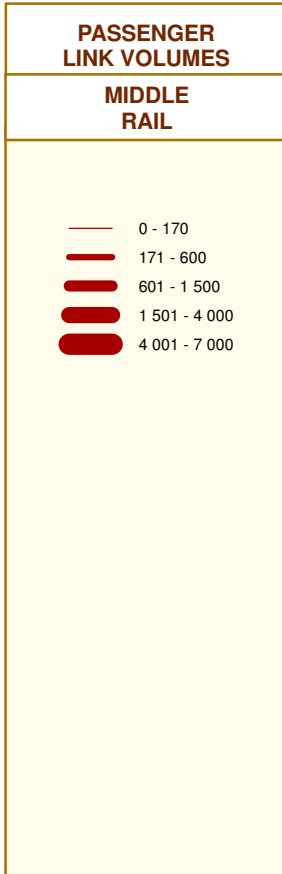 PASSENGER
LINK VOLUMES
MIDDLE
RAIL
0 - 170
171 - 600
601 - 1 500
1 501 - 4 000
4 001 - 7 000